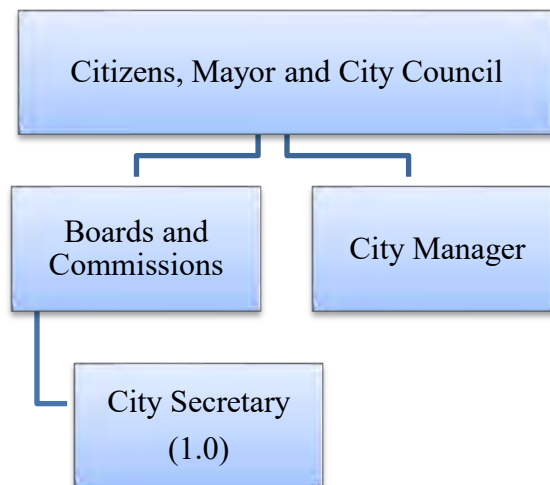 Citizens, Mayor and City Council
Boards and
Commissions
City Manager
City Secretary
(1.0)